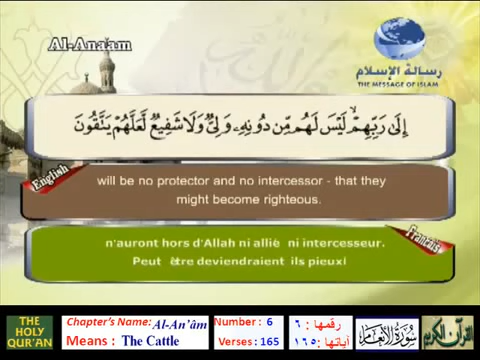 Al-Anaam
رسالة الإسلام
THE MESSAGE OF ISLAM
إِلَىٰ رَبِّهِمْ ۙ لَيْسَ لَهُم مِّن دُونِهِۦ وَلِىٌّ وَلَا شَفِيعٌ لَّعَلَّهُمْ يَتَّقُونَ
English
will be no protector and no intercessor - that they
might become righteous.
Français
n'auront hors d'Allah ni allié  ni intercesseur.
Peut  être deviendraient  ils pieux!
THE HOLY QUR'AN
Chapter's Name: Al-An'âm
Means : The Cattle
Number : 6
Verses : 165
رقمها : ٦
آياتها : ١٦٥
سورة الأنعام
القرآن الكريم